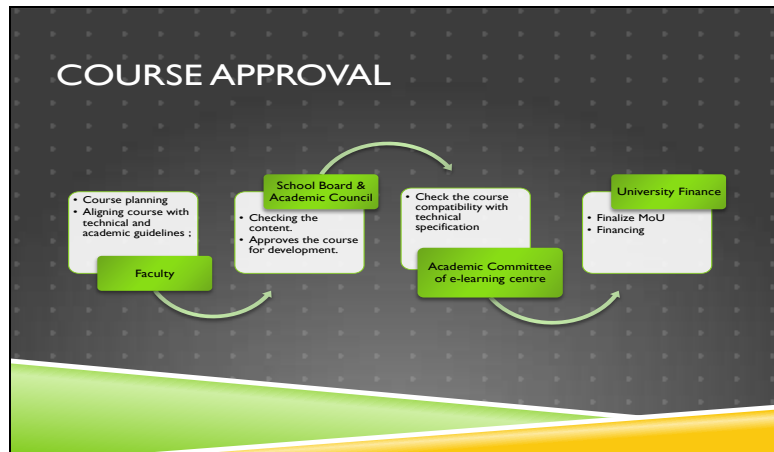 COURSE APPROVAL
• Course planning
• Aligning course with
technical and
academic guidelines ;
Faculty
School Board &
Academic Council
• Checking the
content.
• Approves the course
for development.
• Check the course
compatibility with
technical
specification
Academic Committee
of e-learning centre
University Finance
• Finalize MoU
• Financing